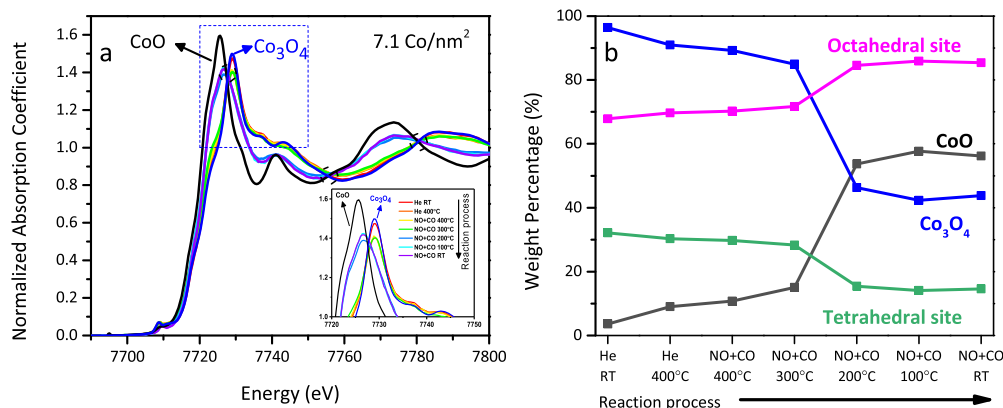 a
CoO
Co3O4
7.1 Co/nm²
Normalized Absorption Coefficient
1.6
1.4
1.2
1.0
0.8
0.6
0.4
0.2
0.0
7700
7720
7740
7760
7780
7800
Energy (eV)
CoO
Co3O4
He RT
He 400°C
NO+CO 400°C
NO+CO 300°C
NO+CO 200°C
NO+CO 100°C
NO+CO RT
Reaction process
1.6
1.4
1.2
1.0
7720
7730
7740
7750
b
Octahedral site
CoO
Co3O4
Tetrahedral site
Weight Percentage (%)
100
80
60
40
20
0
He RT
He 400°C
NO+CO 400°C
NO+CO 300°C
NO+CO 200°C
NO+CO 100°C
NO+CO RT
Reaction process